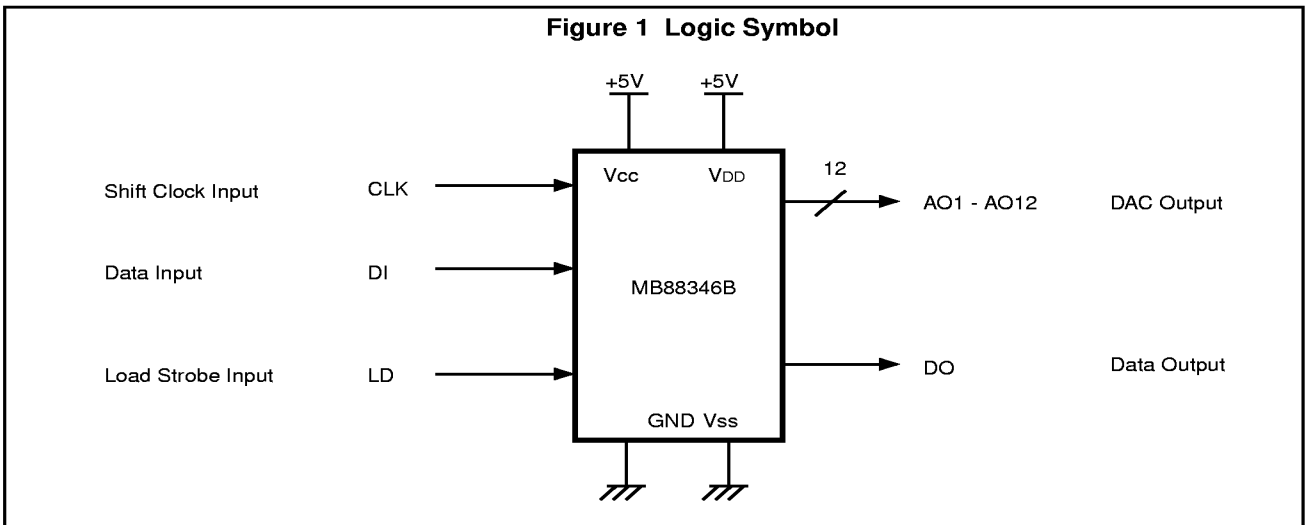 Figure 1 Logic Symbol
+5V +5V
Vcc VDD
12
Shift Clock Input CLK
AO1 - AO12 DAC Output
Data Input DI
MB88346B
Load Strobe Input LD
DO Data Output
GND Vss